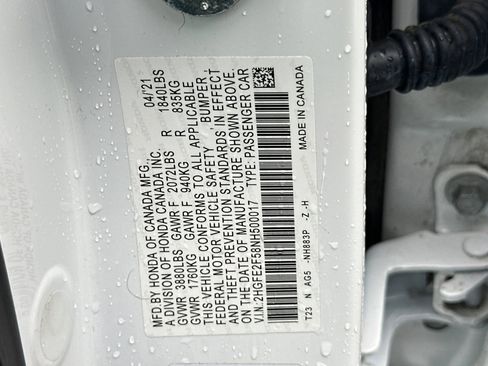 MFD.BY HONDA OF CANADA MFG.
A DIVISION OF HONDA CANADA INC. 04/21
GVWR 3880LBS GAWR F 2072LBS R 1840LBS
GVWR 1760KG GAWR F 940KG R 835KG
THIS VEHICLE CONFORMS TO ALL APPLICABLE
FEDERAL MOTOR VEHICLE SAFETY, BUMPER,
AND THEFT PREVENTION STANDARDS IN EFFECT
ON THE DATE OF MANUFACTURE SHOWN ABOVE.
V.I.N.:2HGFE2F58NH500017 TYPE: PASSENGER CAR
T23 N AG5 -NH883P -Z -H MADE IN CANADA